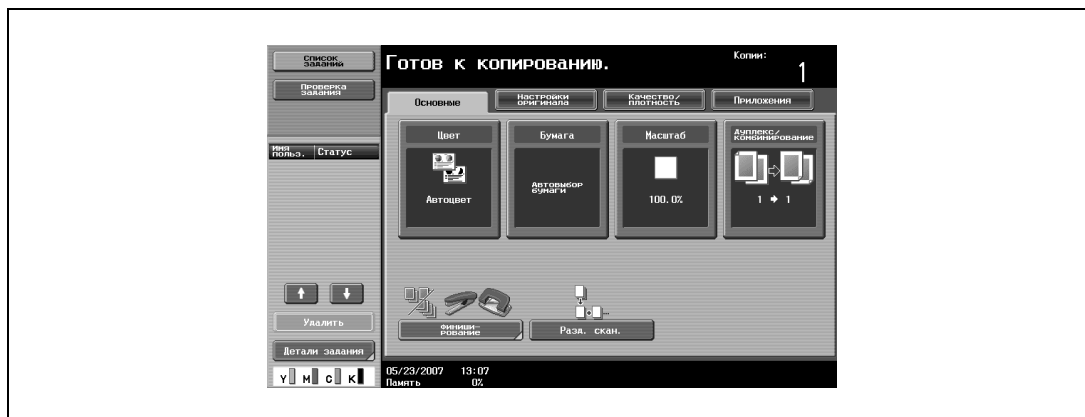 Список
заданий
Проверка
задания
Имя
польз.
Статус
Удалить
Детали задания
Y M C K
Готов к копированию.
Копии:
1
Основные
Настройки
оригинала
Качество/
плотность
Приложения
Цвет
Автоцвет
Бумага
Автовыбор
бумаги
Масштаб
100.0%
Дуплекс/
комбинирование
1 → 1
Финиши-
рование
Разд. скан.
05/23/2007 13:07
Память 0%